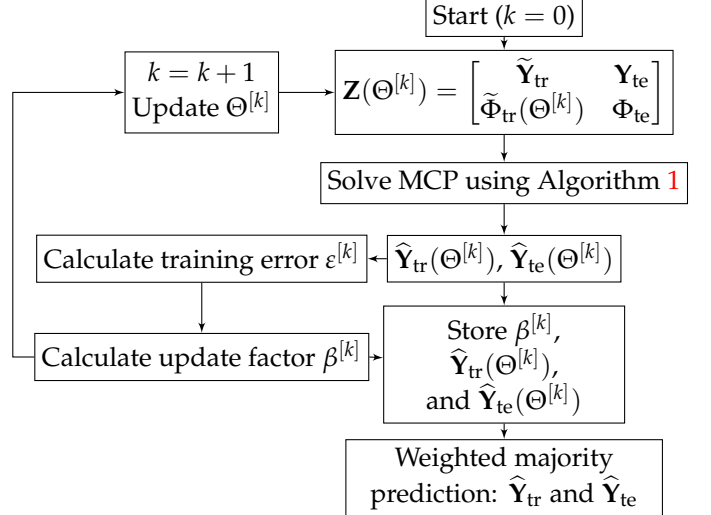 Start (k = 0)
k = k + 1
Update Θ^[k]
Z(Θ^[k]) = [ Ỹ_tr Y_te
Φ̃_tr(Θ^[k]) Φ_te ]
Solve MCP using Algorithm 1
Calculate training error ε^[k]
Ŷ_tr(Θ^[k]), Ŷ_te(Θ^[k])
Calculate update factor β^[k]
Store β^[k],
Ŷ_tr(Θ^[k]),
and Ŷ_te(Θ^[k])
Weighted majority
prediction: Ŷ_tr and Ŷ_te